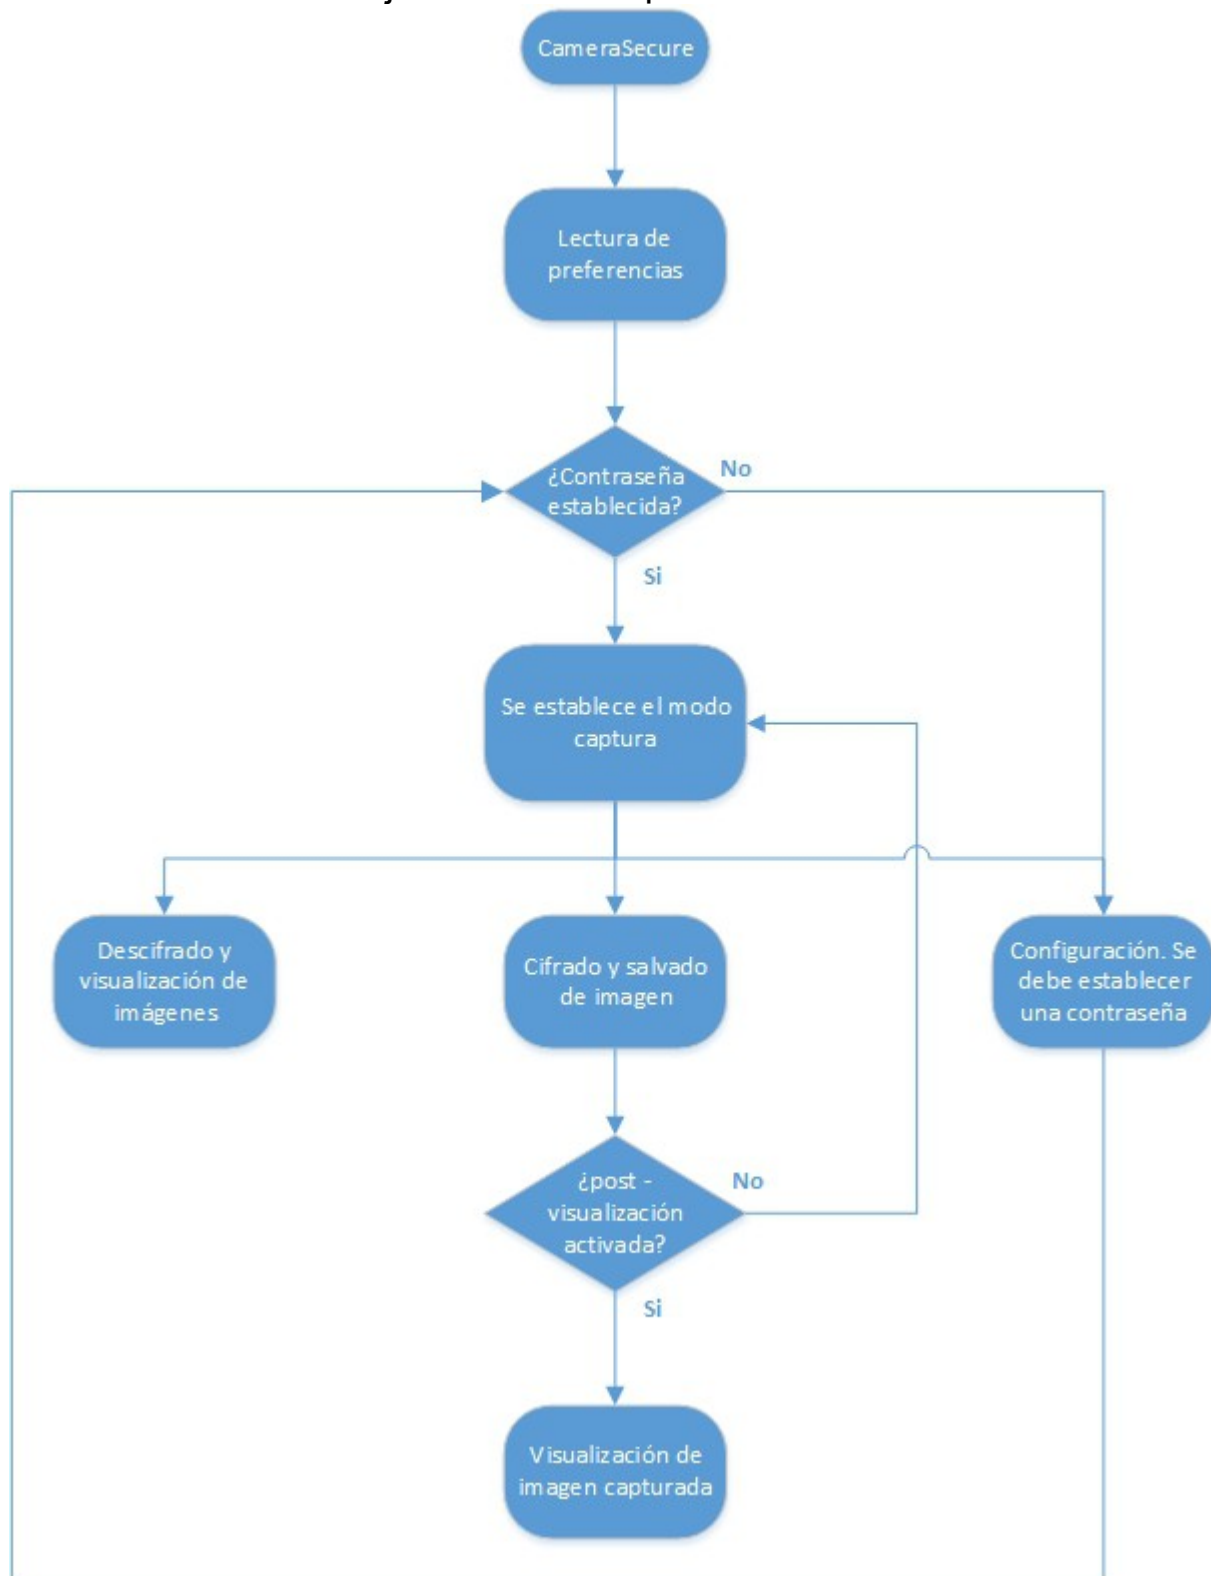 CameraSecure
Lectura de
preferencias
¿Contraseña
establecida?
No
Si
Se establece el modo
captura
Descifrado y
visualización de
imágenes
Cifrado y salvado
de imagen
Configuración. Se
debe establecer
una contraseña
¿post -
visualización
activada?
No
Si
Visualización de
imagen capturada